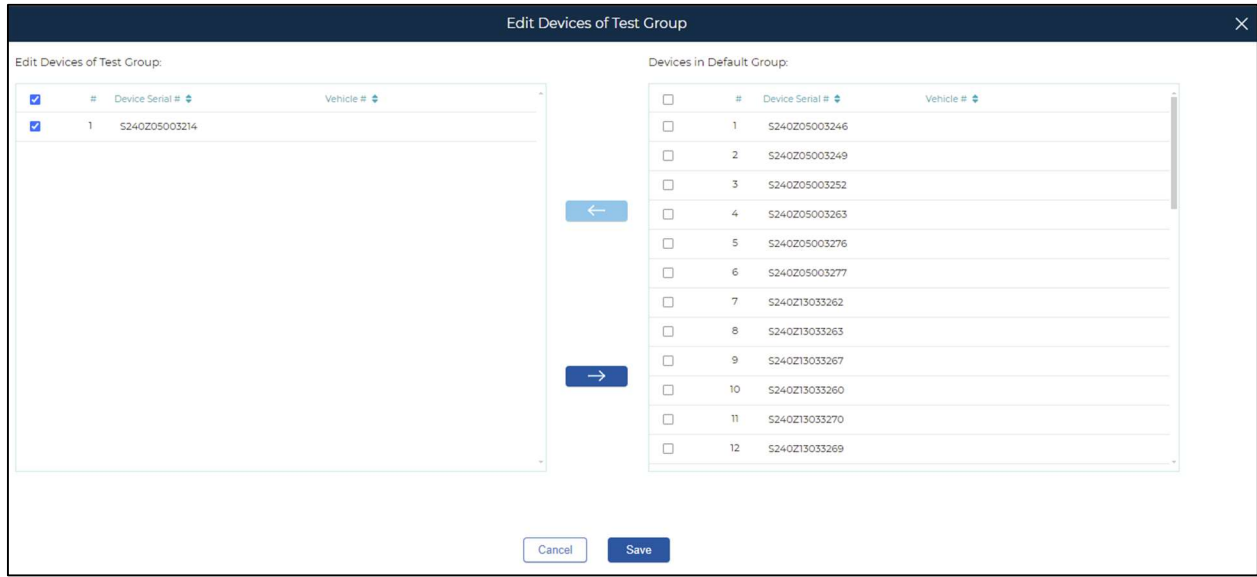 Edit Devices of Test Group
Edit Devices of Test Group:
# Device Serial # Vehicle #
1 S240Z05003214
Devices in Default Group:
# Device Serial # Vehicle #
1 S240Z05003246
2 S240Z05003249
3 S240Z05003252
4 S240Z05003263
5 S240Z05003276
6 S240Z05003277
7 S240Z13033262
8 S240Z13033263
9 S240Z13033267
10 S240Z13033260
11 S240Z13033270
12 S240Z13033269
Cancel Save